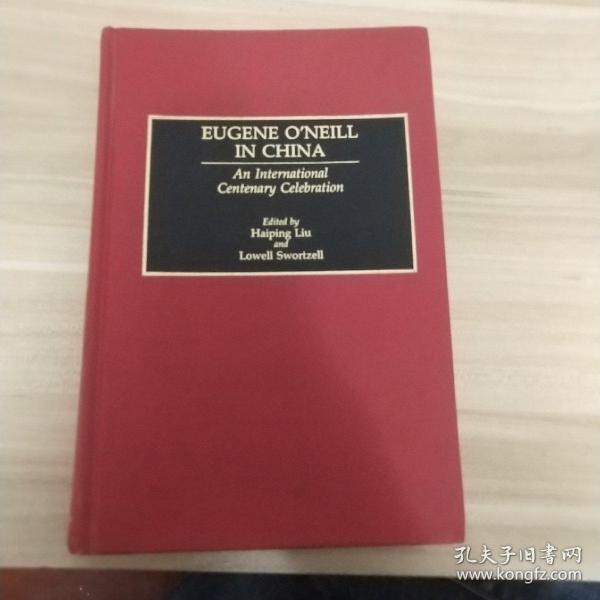 EUGENE O'NEILL
IN CHINA
An International
Centenary Celebration
Edited by
Haiping Liu
and
Lowell Swortzell
孔夫子旧書网
www.kongfz.com